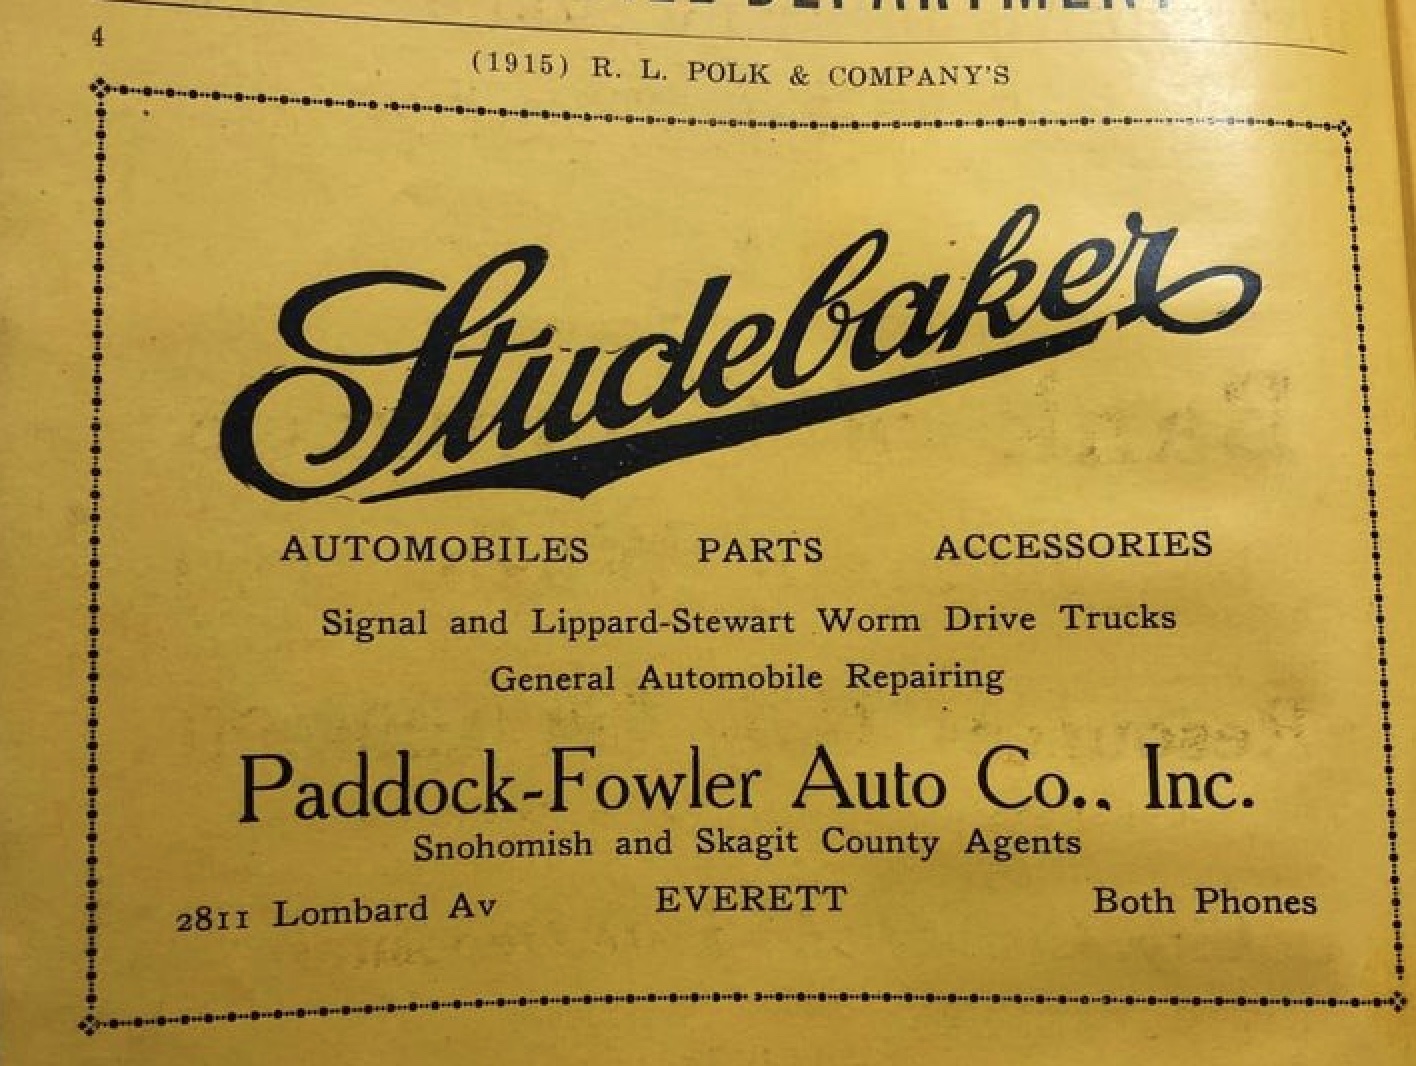 DEPARTMENT
4
(1915) R. L. POLK & COMPANY'S
Studebaker
AUTOMOBILES PARTS ACCESSORIES
Signal and Lippard-Stewart Worm Drive Trucks
General Automobile Repairing
Paddock-Fowler Auto Co., Inc.
Snohomish and Skagit County Agents
2811 Lombard Av EVERETT Both Phones